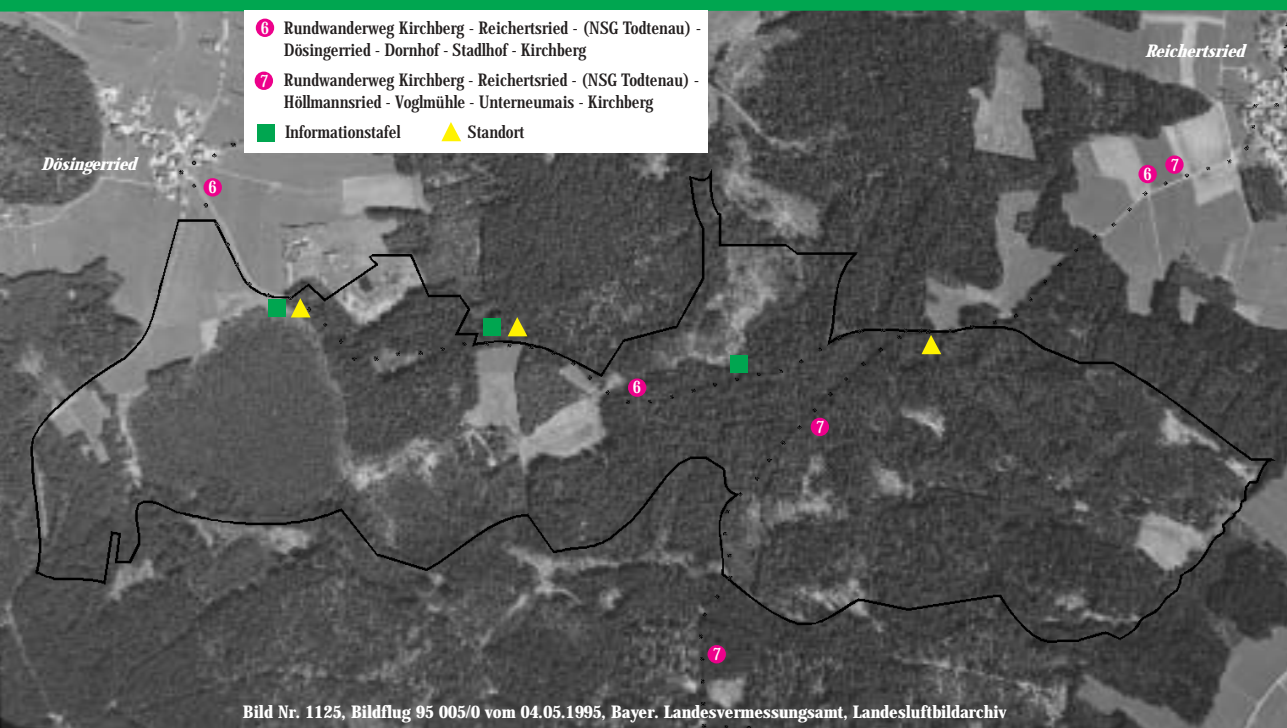 6 Rundwanderweg Kirchberg - Reichertsried - (NSG Todtenau) -
Dösingerried - Dornhof - Stadlhof - Kirchberg
7 Rundwanderweg Kirchberg - Reichertsried - (NSG Todtenau) -
Höllmannsried - Voglmühle - Unterneumais - Kirchberg
Informationstafel Standort
Reichertsried
Dösingerried
6
6 7
6
7
7
Bild Nr. 1125, Bildflug 95 005/0 vom 04.05.1995, Bayer. Landesvermessungsamt, Landesluftbildarchiv